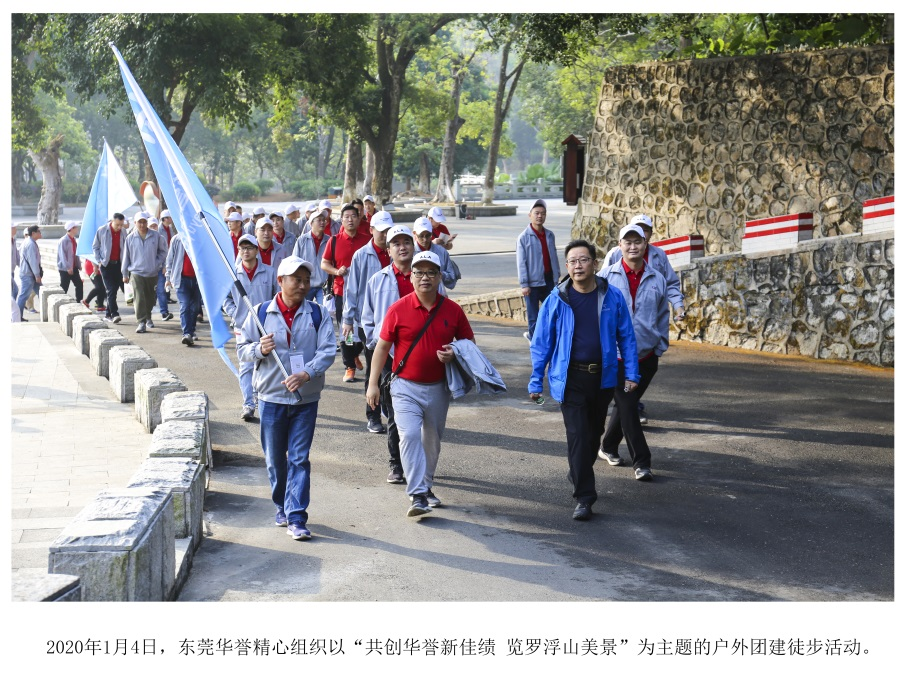 ALA
2020年1月4日，东莞华誉精心组织以“共创华誉新佳绩 览罗浮山美景”为主题的户外团建徒步活动。